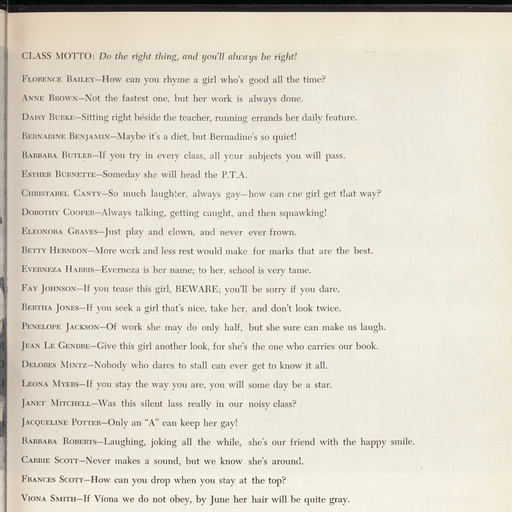 CLASS MOTTO: Do the right thing, and you'll always be right!
FLORENCE BAILEY—How can you rhyme a girl who's good all the time?
ANNE BROWN—Not the fastest one, but her work is always done.
DAISY BURKE—Sitting right beside the teacher, running errands her daily feature.
BERNADINE BENJAMIN—Maybe it's a diet, but Bernadine's so quiet!
BARBARA BUTLER—If you try in every class, all your subjects you will pass.
ESTHER BURNETTE—Someday she will head the P.T.A.
CHRISTABEL CANTY—So much laughter, always gay—how can one girl get that way?
DOROTHY COOPER—Always talking, getting caught, and then squawking!
ELEONORA GRAVES—Just play and clown, and never ever frown.
BETTY HERNDON—More work and less rest would make for marks that are the best.
EVERNEZA HARRIS—Everneza is her name; to her, school is very tame.
FAY JOHNSON—If you tease this girl, BEWARE; you'll be sorry if you dare.
BERTHA JONES—If you seek a girl that's nice, take her, and don't look twice.
PENELOPE JACKSON—Of work she may do only half, but she sure can make us laugh.
JEAN LE GENDRE—Give this girl another look, for she's the one who carries our book.
DELORES MINTZ—Nobody who dares to stall can ever get to know it all.
LEONA MYERS—If you stay the way you are, you will some day be a star.
JANET MITCHELL—Was this silent lass really in our noisy class?
JACQUELINE POTTER—Only an "A" can keep her gay!
BARBARA ROBERTS—Laughing, joking all the while, she's our friend with the happy smile.
CARRIE SCOTT—Never makes a sound, but we know she's around.
FRANCES SCOTT—How can you drop when you stay at the top?
VIONA SMITH—If Viona we do not obey, by June her hair will be quite gray.